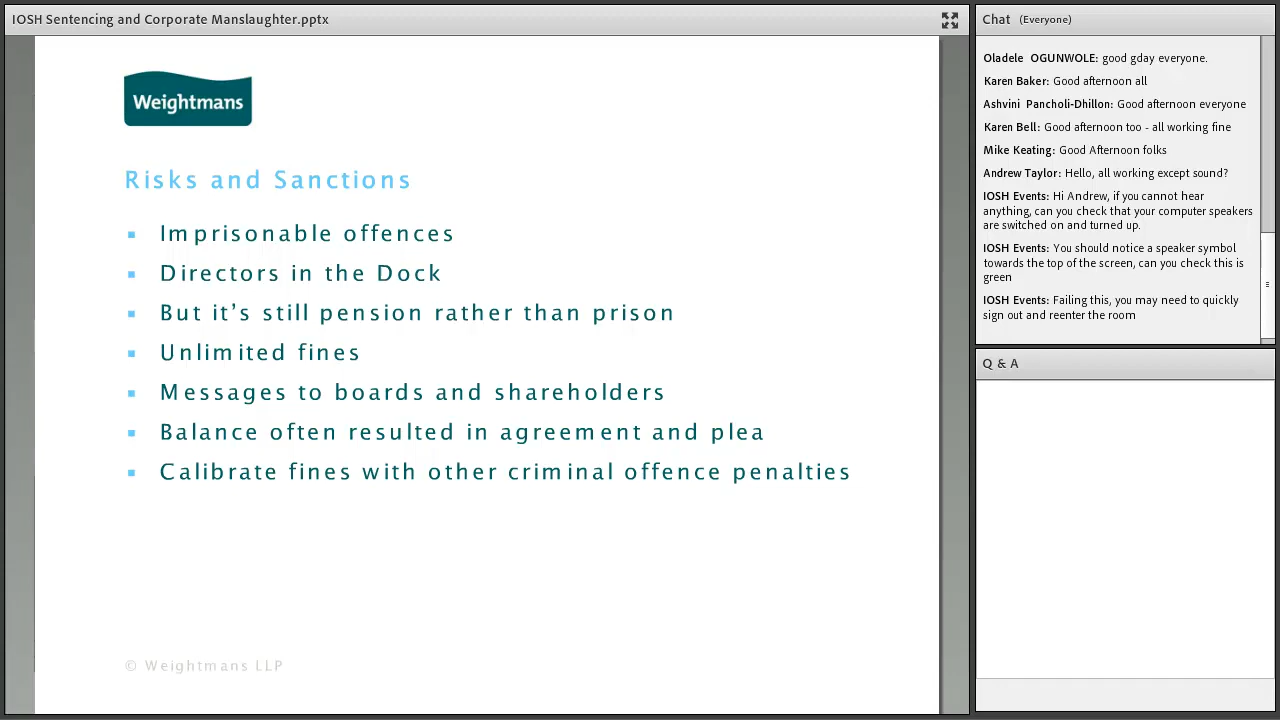 IOSH Sentencing and Corporate Manslaughter.pptx
Weightmans
Risks and Sanctions
Imprisonable offences
Directors in the Dock
But it’s still pension rather than prison
Unlimited fines
Messages to boards and shareholders
Balance often resulted in agreement and plea
Calibrate fines with other criminal offence penalties
© Weightmans LLP
Chat (Everyone)
Oladele OGUNWOLE: good gday everyone.
Karen Baker: Good afternoon all
Ashvini Pancholi-Dhillon: Good afternoon everyone
Karen Bell: Good afternoon too - all working fine
Mike Keating: Good Afternoon folks
Andrew Taylor: Hello, all working except sound?
IOSH Events: Hi Andrew, if you cannot hear
anything, can you check that your computer speakers
are switched on and turned up.
IOSH Events: You should notice a speaker symbol
towards the top of the screen, can you check this is
green
IOSH Events: Failing this, you may need to quickly
sign out and reenter the room
Q & A